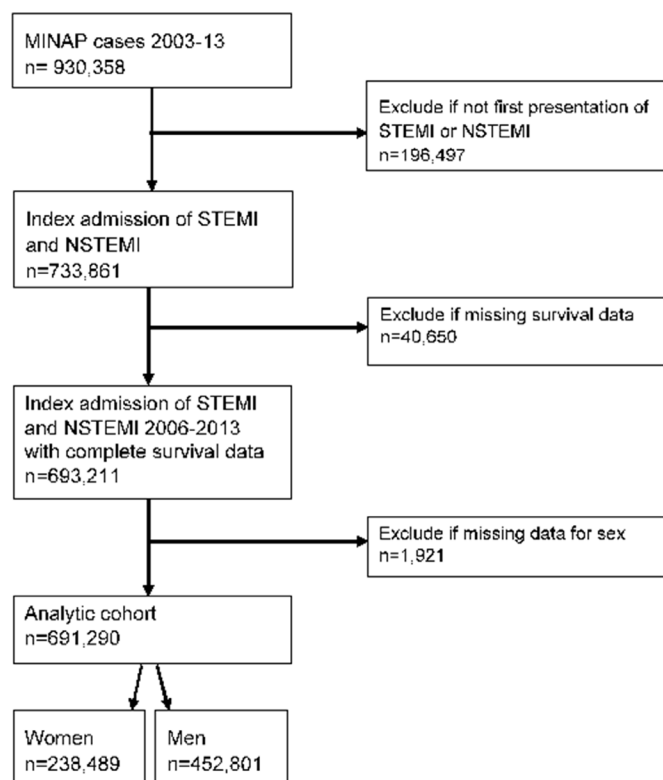 MINAP cases 2003-13
n= 930,358
Exclude if not first presentation of
STEMI or NSTEMI
n=196,497
Index admission of STEMI
and NSTEMI
n=733,861
Exclude if missing survival data
n=40,650
Index admission of STEMI
and NSTEMI 2006-2013
with complete survival data
n=693,211
Exclude if missing data for sex
n=1,921
Analytic cohort
n=691,290
Women
n=238,489
Men
n=452,801